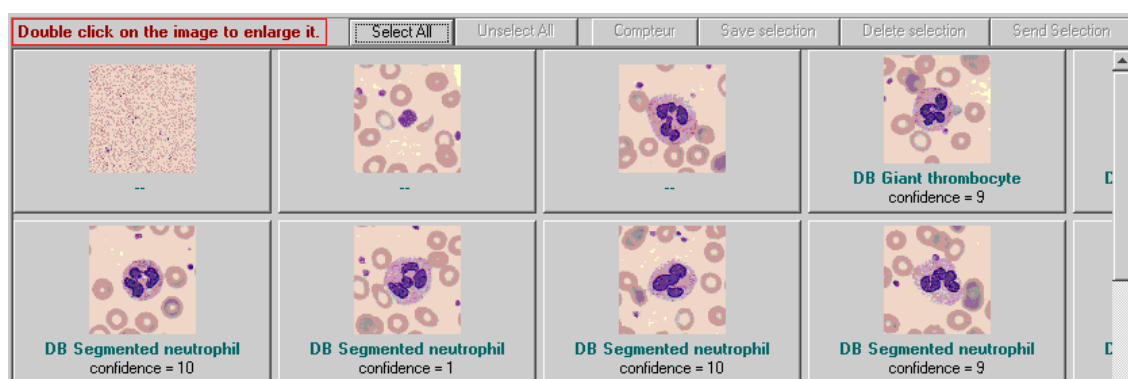 Double click on the image to enlarge it. Select All Unselect All Compteur Save selection Delete selection Send Selection
-- -- -- DB Giant thrombocyte D
confidence = 9
DB Segmented neutrophil DB Segmented neutrophil DB Segmented neutrophil DB Segmented neutrophil D
confidence = 10 confidence = 1 confidence = 10 confidence = 9